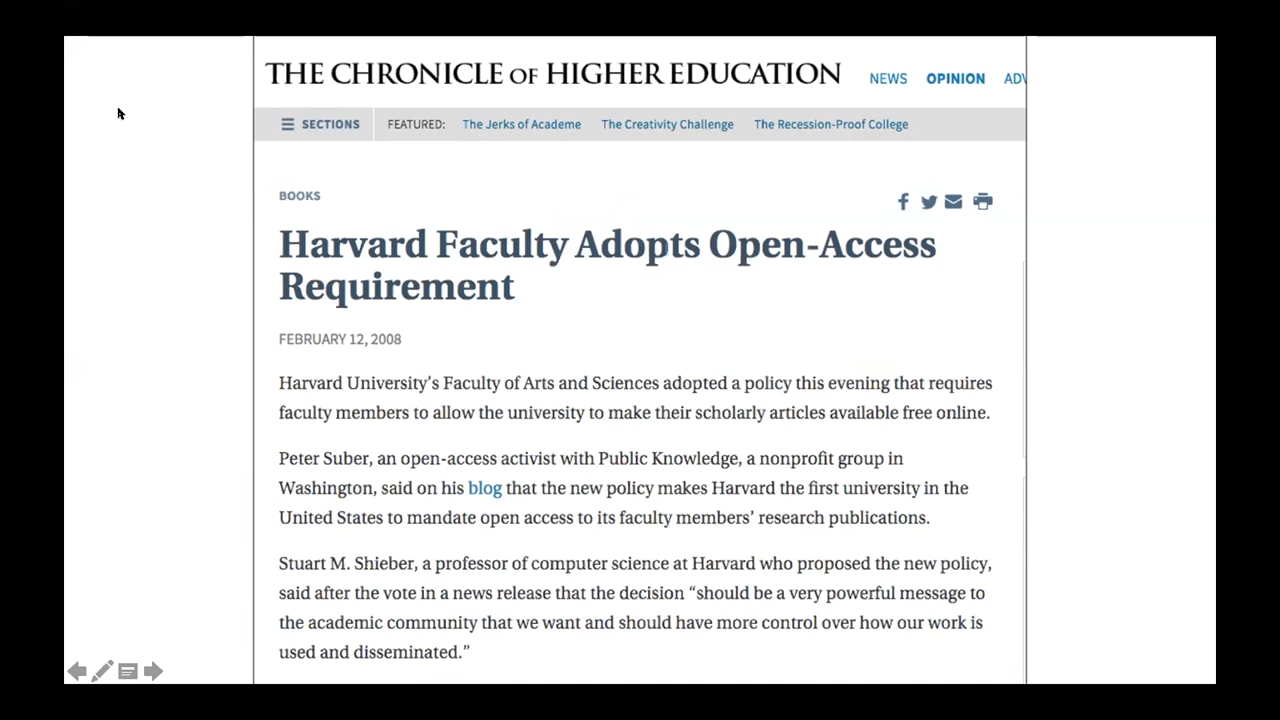 THE CHRONICLE OF HIGHER EDUCATION NEWS OPINION ADV
☰ SECTIONS FEATURED: The Jerks of Academe The Creativity Challenge The Recession-Proof College
BOOKS
Harvard Faculty Adopts Open-Access
Requirement
FEBRUARY 12, 2008
Harvard University’s Faculty of Arts and Sciences adopted a policy this evening that requires
faculty members to allow the university to make their scholarly articles available free online.
Peter Suber, an open-access activist with Public Knowledge, a nonprofit group in
Washington, said on his blog that the new policy makes Harvard the first university in the
United States to mandate open access to its faculty members’ research publications.
Stuart M. Shieber, a professor of computer science at Harvard who proposed the new policy,
said after the vote in a news release that the decision “should be a very powerful message to
the academic community that we want and should have more control over how our work is
used and disseminated.”